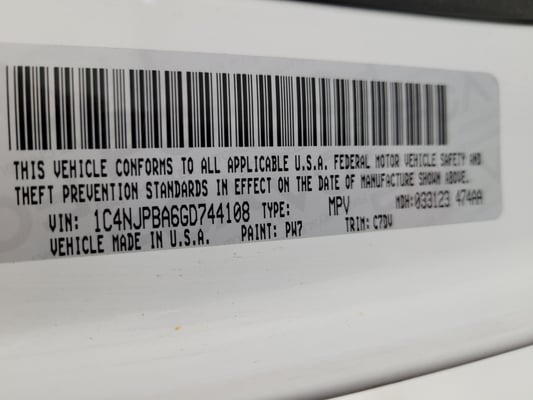 THIS VEHICLE CONFORMS TO ALL APPLICABLE U.S.A. FEDERAL MOTOR VEHICLE SAFETY AND
THEFT PREVENTION STANDARDS IN EFFECT ON THE DATE OF MANUFACTURE SHOWN ABOVE.
VIN: 1C4NJPBA6GD744108 TYPE: MPV MDH:033123 474AA
VEHICLE MADE IN U.S.A. PAINT: PW7 TRIM: C7DV